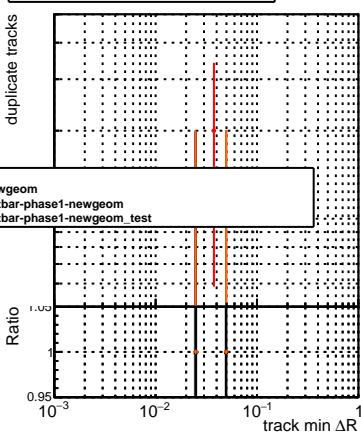 duplicate tracks
wgeom
tbar-phase1-newgeom
tbar-phase1-newgeom_test
1.05
Ratio
1
0.95
10−3
10−2
10−1
1
track min ΔR